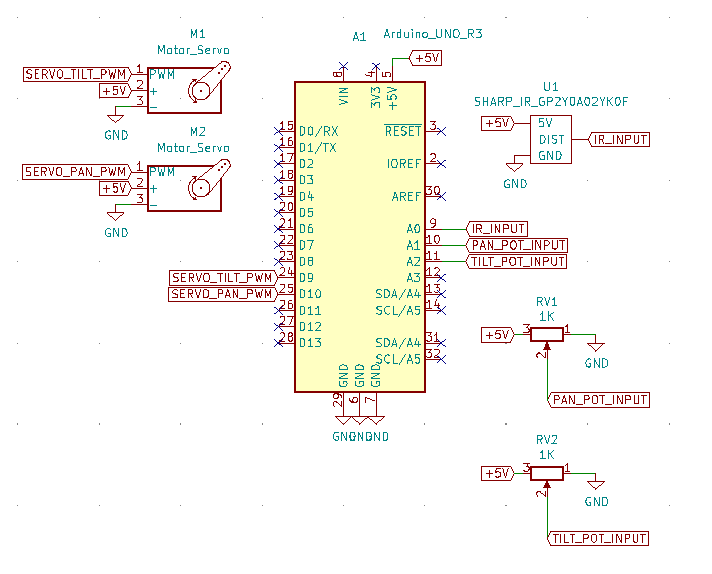 M1
Motor_Servo
SERVO_TILT_PWM 1 PWM
+5V 2 +
3 -
GND
M2
Motor_Servo
SERVO_PAN_PWM 1 PWM
+5V 2 +
3 -
GND
A1 Arduino_UNO_R3
+5V
8 4 5
VIN 3V3 +5V
15 D0/RX RESET 3
16 D1/TX
17 D2 IOREF 2
18 D3
19 D4 AREF 30
20 D5
21 D6 A0 9 IR_INPUT
22 D7 A1 10 PAN_POT_INPUT
23 D8 A2 11 TILT_POT_INPUT
SERVO_TILT_PWM 24 D9 A3 12
SERVO_PAN_PWM 25 D10 SDA/A4 13
26 D11 SCL/A5 14
27 D12
28 D13 SDA/A4 31
SCL/A5 32
GND GND GND
29 6 7
GND GND GND
U1
SHARP_IR_GP2Y0A02YK0F
+5V 5V
DIST IR_INPUT
GND
GND
RV1
1K
+5V 3 1
2 GND
PAN_POT_INPUT
RV2
1K
+5V 3 1
2 GND
TILT_POT_INPUT